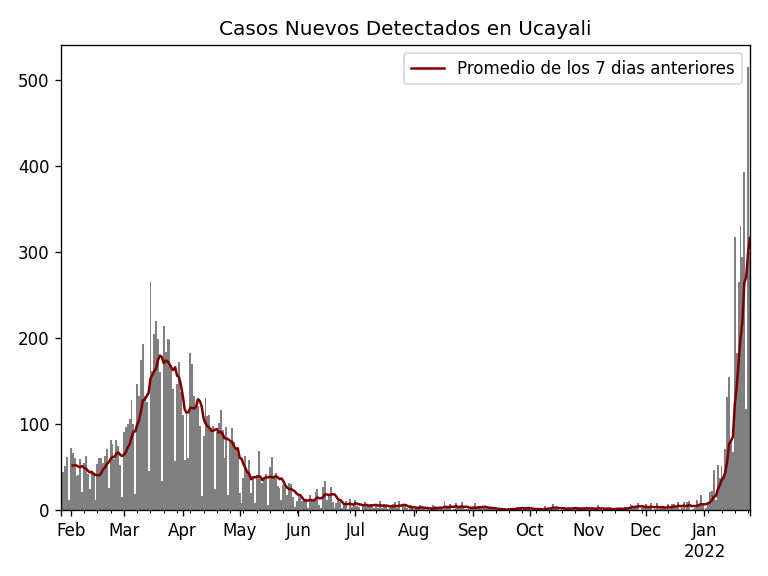 Casos Nuevos Detectados en Ucayali
Promedio de los 7 dias anteriores
500
400
300
200
100
0
Feb Mar Apr May Jun Jul Aug Sep Oct Nov Dec Jan
2022